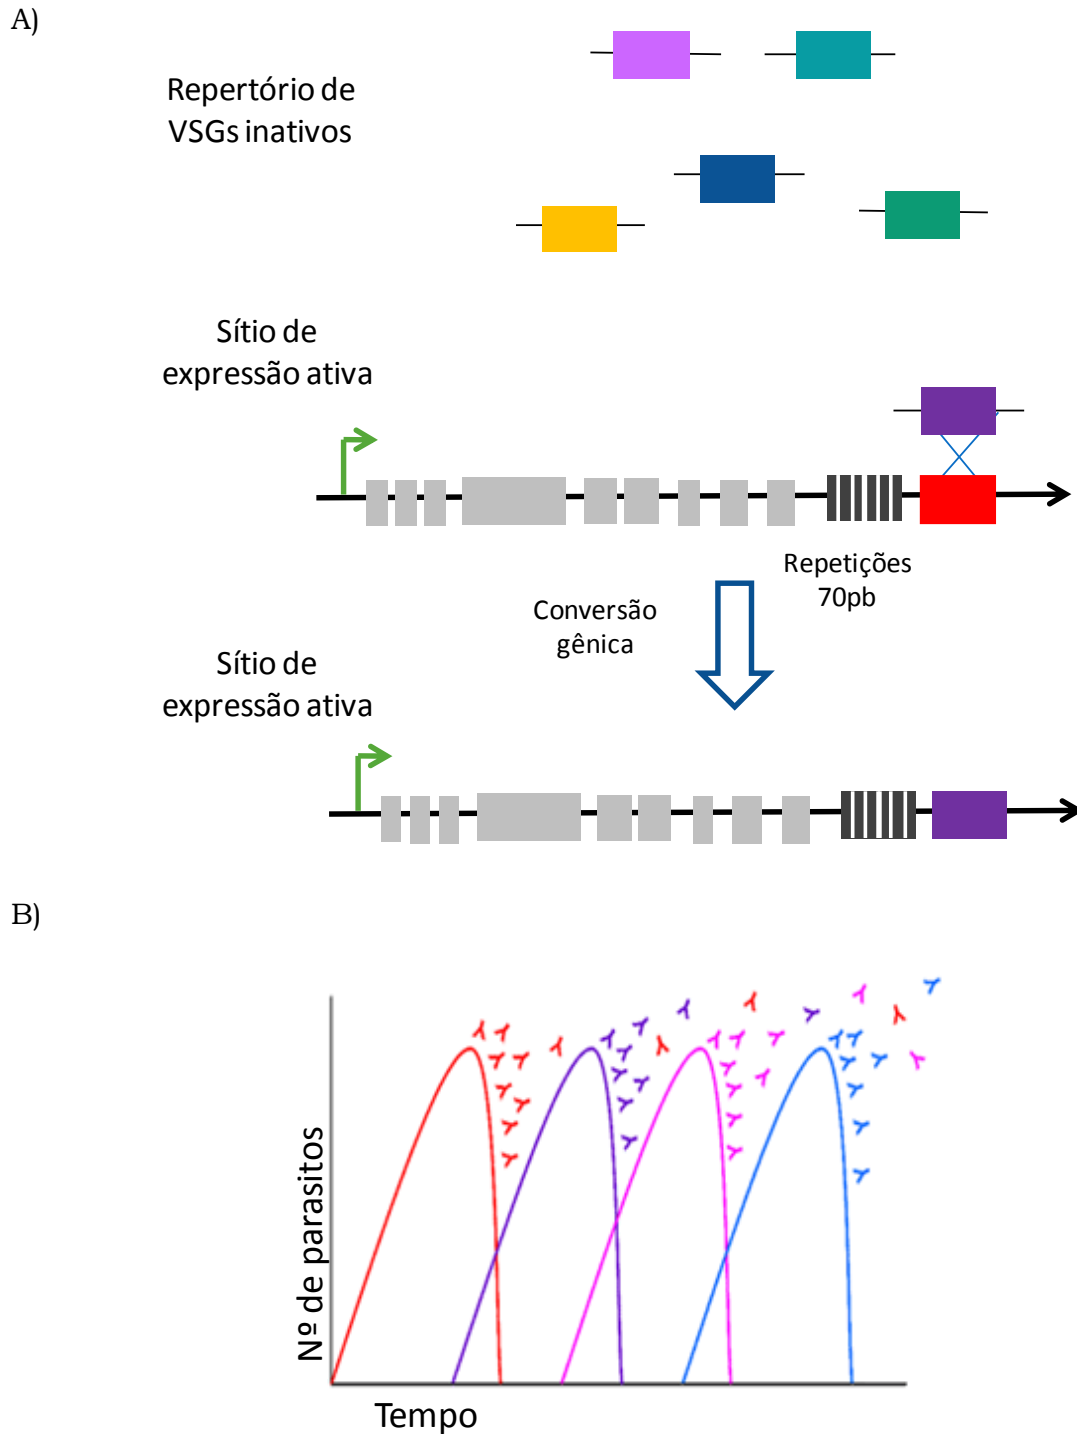 A)
Repertório de
VSGs inativos
Sítio de
expressão ativa
Repetições
70pb
Conversão
gênica
Sítio de
expressão ativa
B)
Nº de parasitos
Tempo